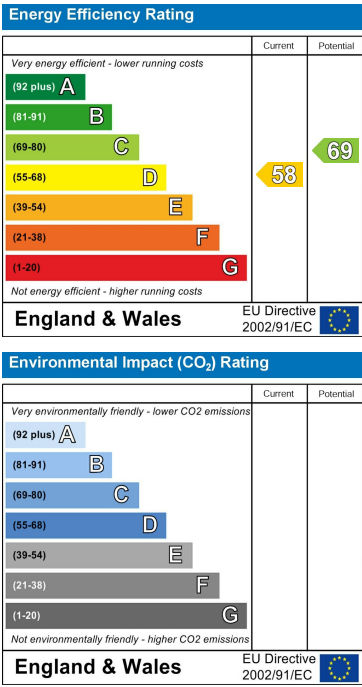 Energy Efficiency Rating
Current Potential
Very energy efficient - lower running costs
(92 plus) A
(81-91) B
(69-80) C 69
(55-68) D 58
(39-54) E
(21-38) F
(1-20) G
Not energy efficient - higher running costs
England & Wales EU Directive 2002/91/EC
Environmental Impact (CO2) Rating
Current Potential
Very environmentally friendly - lower CO2 emissions
(92 plus) A
(81-91) B
(69-80) C
(55-68) D
(39-54) E
(21-38) F
(1-20) G
Not environmentally friendly - higher CO2 emissions
England & Wales EU Directive 2002/91/EC